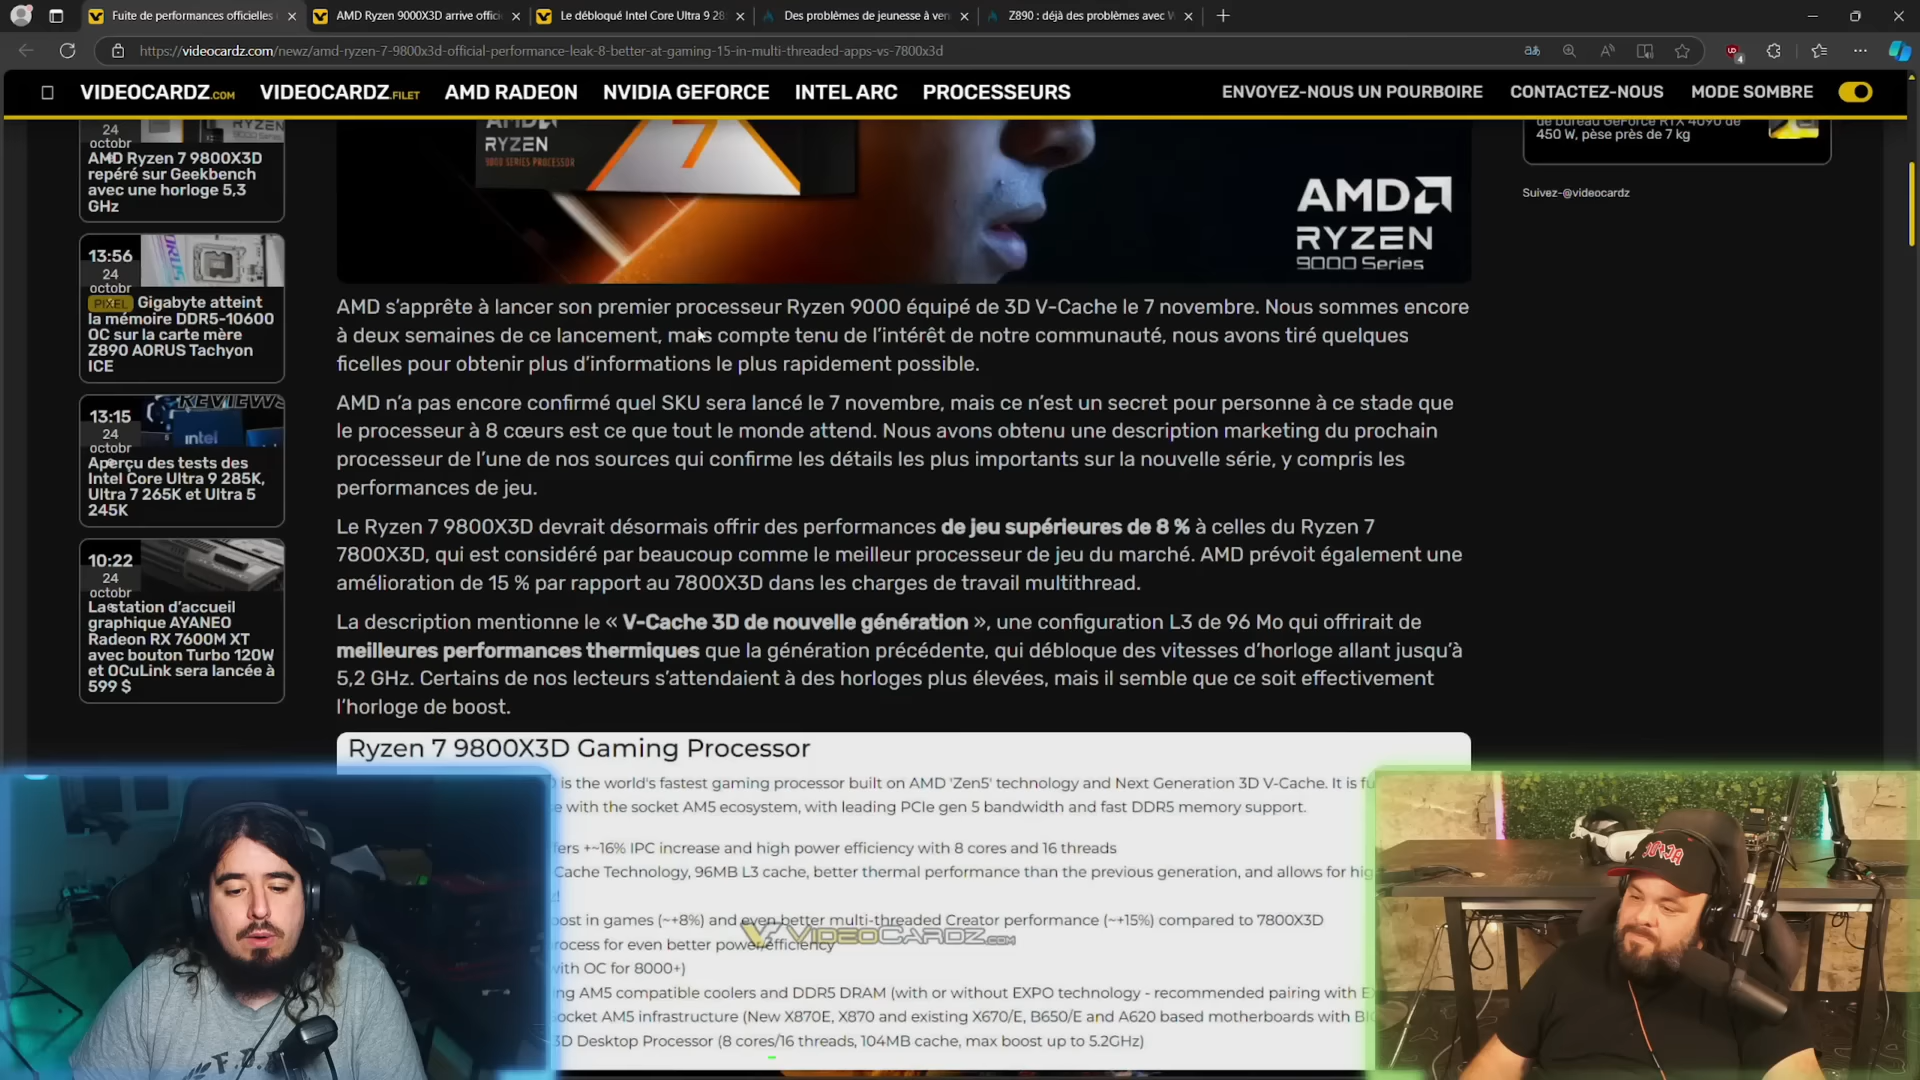 Fuite de performances officielles
AMD Ryzen 9000X3D arrive offici
Le débloqué Intel Core Ultra 9 28
Des problèmes de jeunesse à ven
Z890 : déjà des problèmes avec W
https://videocardz.com/newz/amd-ryzen-7-9800x3d-official-performance-leak-8-better-at-gaming-15-in-multi-threaded-apps-vs-7800x3d
VIDEOCARDZ.COM
VIDEOCARDZ.FILET
AMD RADEON
NVIDIA GEFORCE
INTEL ARC
PROCESSEURS
ENVOYEZ-NOUS UN POURBOIRE
CONTACTEZ-NOUS
MODE SOMBRE
24
octobr
AMD Ryzen 7 9800X3D
repéré sur Geekbench
avec une horloge 5,3
GHz
13:56
24
octobr
PIXEL Gigabyte atteint
la mémoire DDR5-10600
OC sur la carte mère
Z890 AORUS Tachyon
ICE
13:15
24
octobr
Aperçu des tests des
Intel Core Ultra 9 285K,
Ultra 7 265K et Ultra 5
245K
10:22
24
octobr
La station d'accueil
graphique AYANEO
Radeon RX 7600M XT
avec bouton Turbo 120W
et OCuLink sera lancée à
599 $
RYZEN
9000 SERIES PROCESSOR
7
AMD
RYZEN
9000 Series
de bureau GeForce RTX 4090 de
450 W, pèse près de 7 kg
Suivez-@videocardz
AMD s'apprête à lancer son premier processeur Ryzen 9000 équipé de 3D V-Cache le 7 novembre. Nous sommes encore
à deux semaines de ce lancement, mais compte tenu de l'intérêt de notre communauté, nous avons tiré quelques
ficelles pour obtenir plus d'informations le plus rapidement possible.
AMD n'a pas encore confirmé quel SKU sera lancé le 7 novembre, mais ce n'est un secret pour personne à ce stade que
le processeur à 8 cœurs est ce que tout le monde attend. Nous avons obtenu une description marketing du prochain
processeur de l'une de nos sources qui confirme les détails les plus importants sur la nouvelle série, y compris les
performances de jeu.
Le Ryzen 7 9800X3D devrait désormais offrir des performances de jeu supérieures de 8 % à celles du Ryzen 7
7800X3D, qui est considéré par beaucoup comme le meilleur processeur de jeu du marché. AMD prévoit également une
amélioration de 15 % par rapport au 7800X3D dans les charges de travail multithread.
La description mentionne le « V-Cache 3D de nouvelle génération », une configuration L3 de 96 Mo qui offrirait de
meilleures performances thermiques que la génération précédente, qui débloque des vitesses d'horloge allant jusqu'à
5,2 GHz. Certains de nos lecteurs s'attendaient à des horloges plus élevées, mais il semble que ce soit effectivement
l'horloge de boost.
Ryzen 7 9800X3D Gaming Processor
is the world's fastest gaming processor built on AMD 'Zen5' technology and Next Generation 3D V-Cache. It is fu
with the socket AM5 ecosystem, with leading PCIe gen 5 bandwidth and fast DDR5 memory support.
ers +~16% IPC increase and high power efficiency with 8 cores and 16 threads
Cache Technology, 96MB L3 cache, better thermal performance than the previous generation, and allows for hig
ost in games (~+8%) and even better multi-threaded Creator performance (~+15%) compared to 7800X3D
VIDEOCARDZ.COM
rocess for even better power/efficiency
with OC for 8000+)
ng AM5 compatible coolers and DDR5 DRAM (with or without EXPO technology - recommended pairing with E
ocket AM5 infrastructure (New X870E, X870 and existing X670/E, B650/E and A620 based motherboards with BI
3D Desktop Processor (8 cores/16 threads, 104MB cache, max boost up to 5.2GHz)